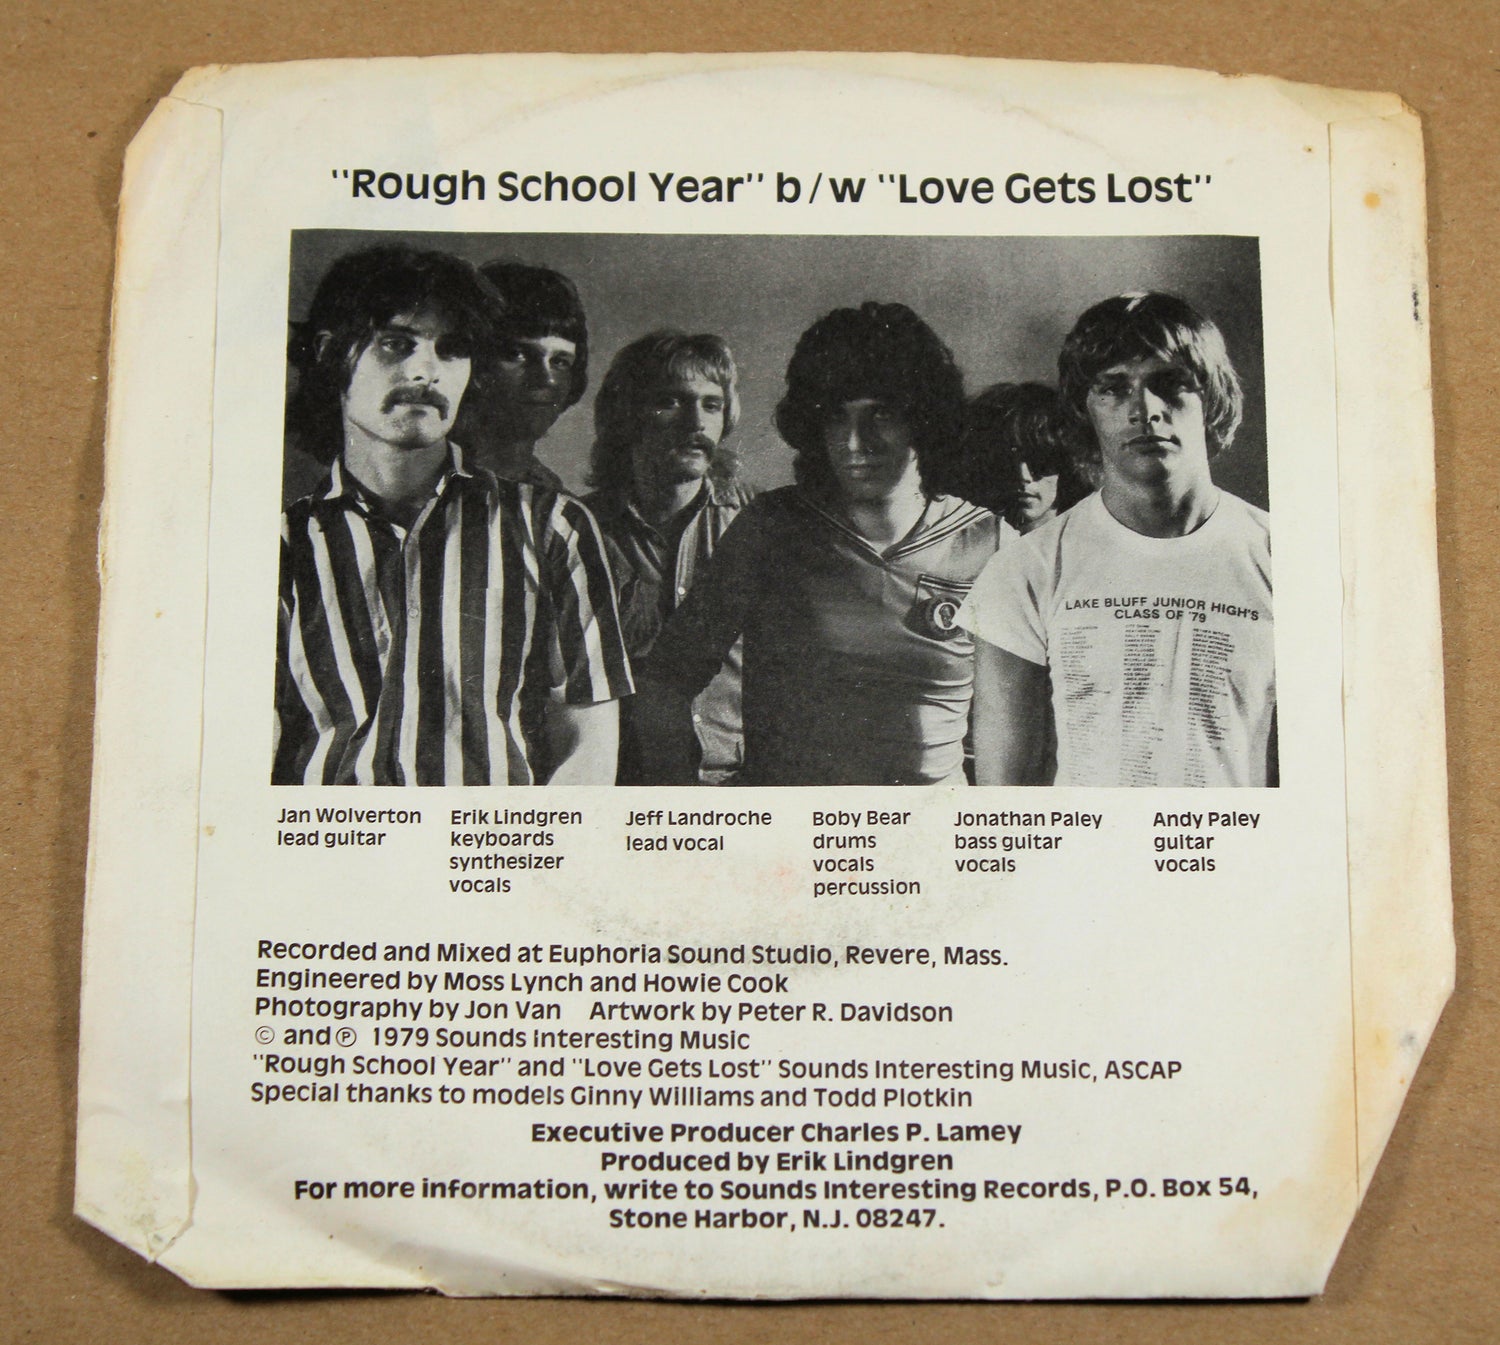 "Rough School Year" b/w "Love Gets Lost"
LAKE BLUFF JUNIOR HIGH'S
CLASS OF '79
Jan Wolverton
lead guitar
Erik Lindgren
keyboards
synthesizer
vocals
Jeff Landroche
lead vocal
Boby Bear
drums
vocals
percussion
Jonathan Paley
bass guitar
vocals
Andy Paley
guitar
vocals
Recorded and Mixed at Euphoria Sound Studio, Revere, Mass.
Engineered by Moss Lynch and Howie Cook
Photography by Jon Van Artwork by Peter R. Davidson
© and ℗ 1979 Sounds Interesting Music
"Rough School Year" and "Love Gets Lost" Sounds Interesting Music, ASCAP
Special thanks to models Ginny Williams and Todd Plotkin
Executive Producer Charles P. Lamey
Produced by Erik Lindgren
For more information, write to Sounds Interesting Records, P.O. Box 54,
Stone Harbor, N.J. 08247.